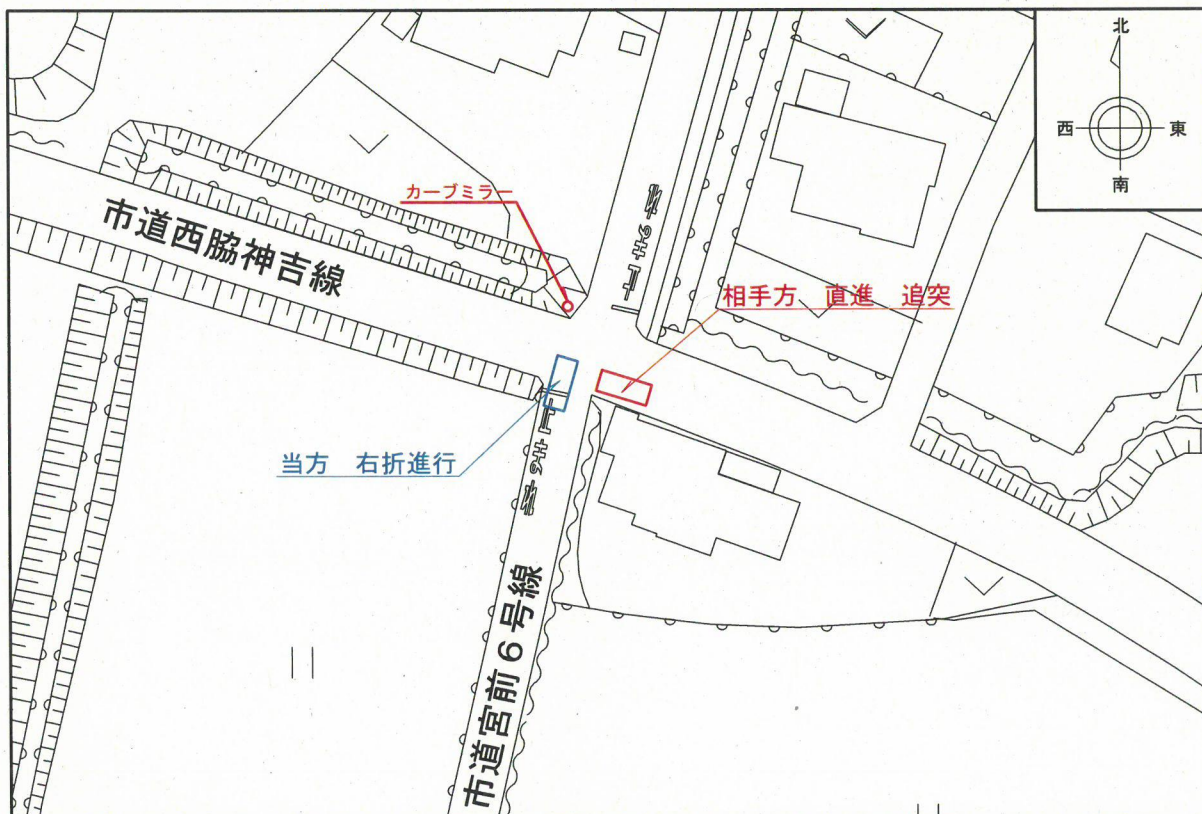 北
西
東
南
カーブミラー
市道西脇神吉線
止まれ
相手方 直進 追突
止まれ
当方 右折進行
市道宮前6号線